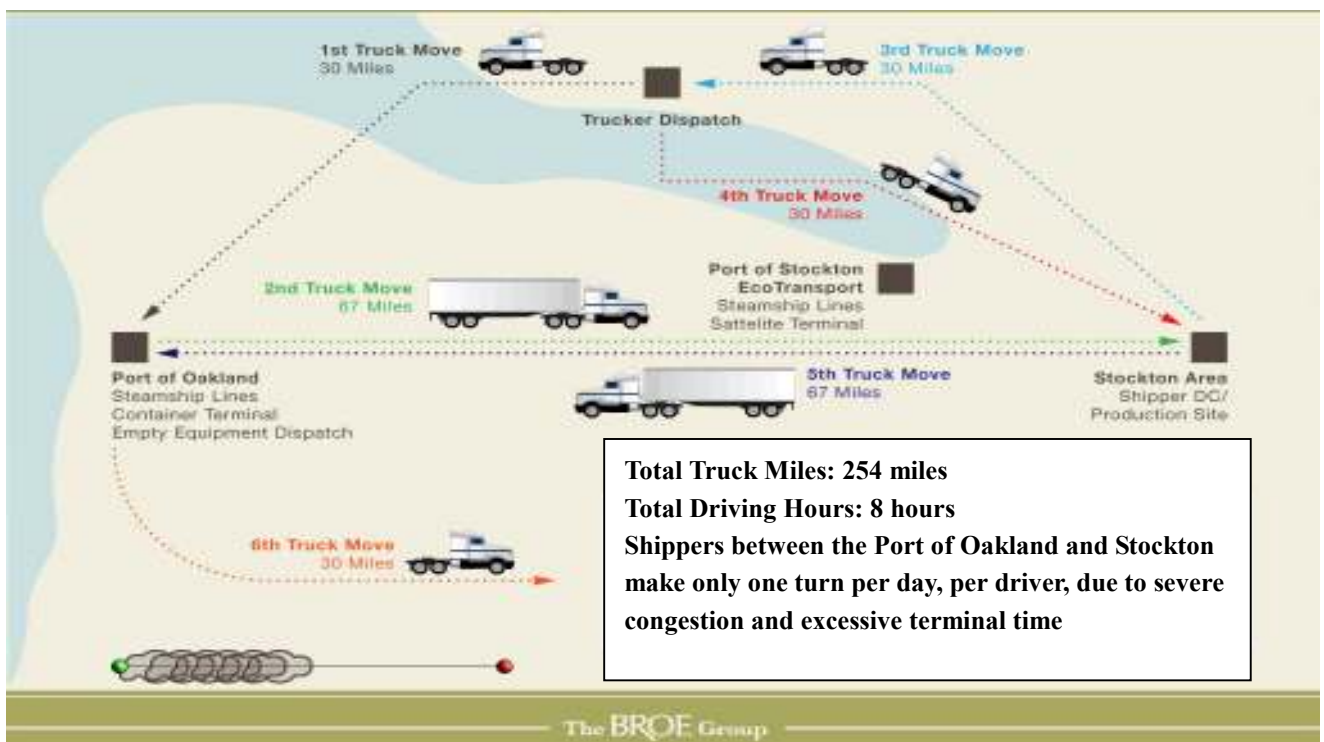 1st Truck Move
30 Miles
3rd Truck Move
30 Miles
Trucker Dispatch
4th Truck Move
30 Miles
Port of Stockton
EcoTransport
Steamship Lines
Sattelite Terminal
2nd Truck Move
67 Miles
Port of Oakland
Steamship Lines
Container Terminal
Empty Equipment Dispatch
5th Truck Move
67 Miles
Stockton Area
Shipper DC/
Production Site
Total Truck Miles: 254 miles
Total Driving Hours: 8 hours
Shippers between the Port of Oakland and Stockton
make only one turn per day, per driver, due to severe
congestion and excessive terminal time
6th Truck Move
30 Miles
The BROE Group